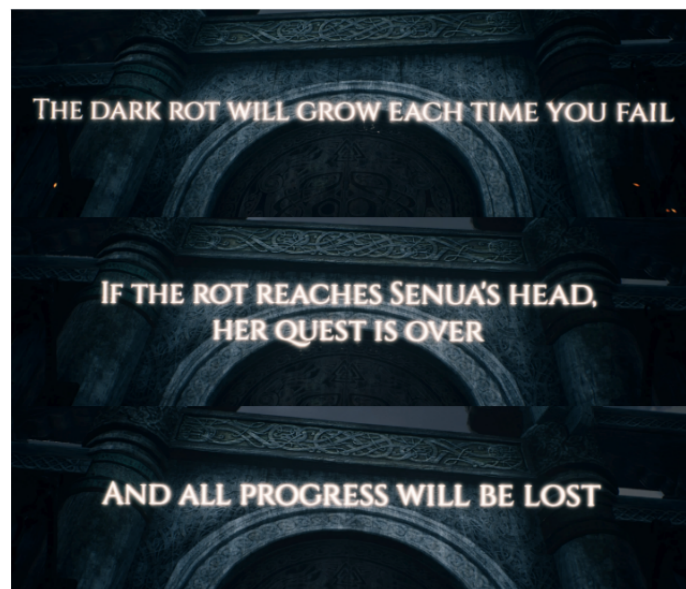 The dark rot will grow each time you fail
If the rot reaches Senua's head,
her quest is over
And all progress will be lost